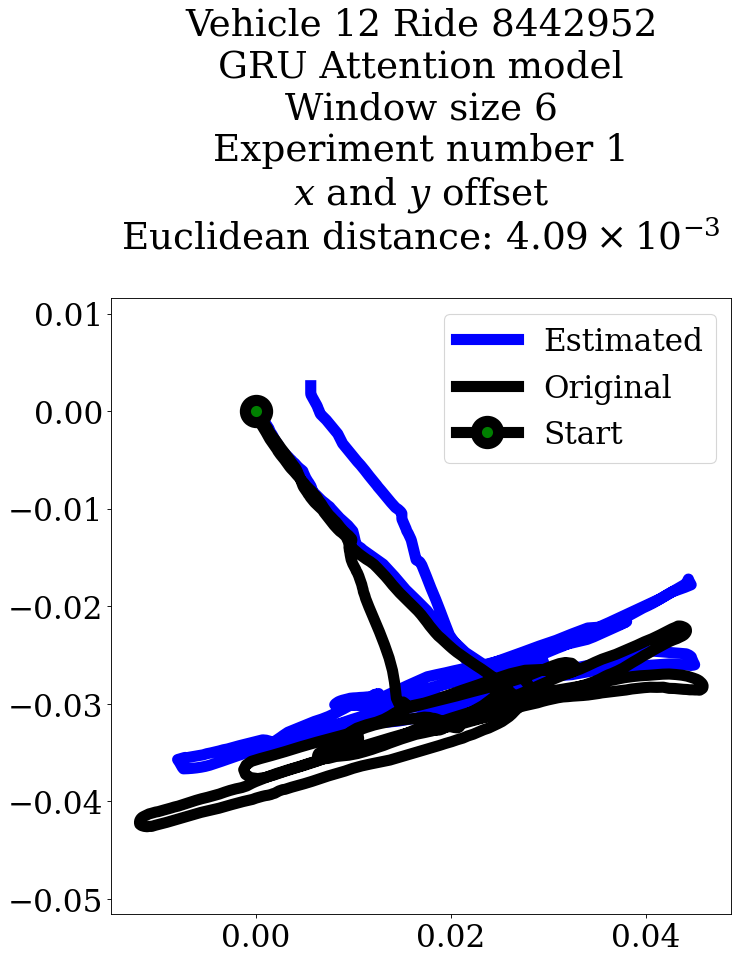 Vehicle 12 Ride 8442952
GRU Attention model
Window size 6
Experiment number 1
x and y offset
Euclidean distance: 4.09 × 10⁻³
Estimated
Original
Start
0.01
0.00
−0.01
−0.02
−0.03
−0.04
−0.05
0.00 0.02 0.04